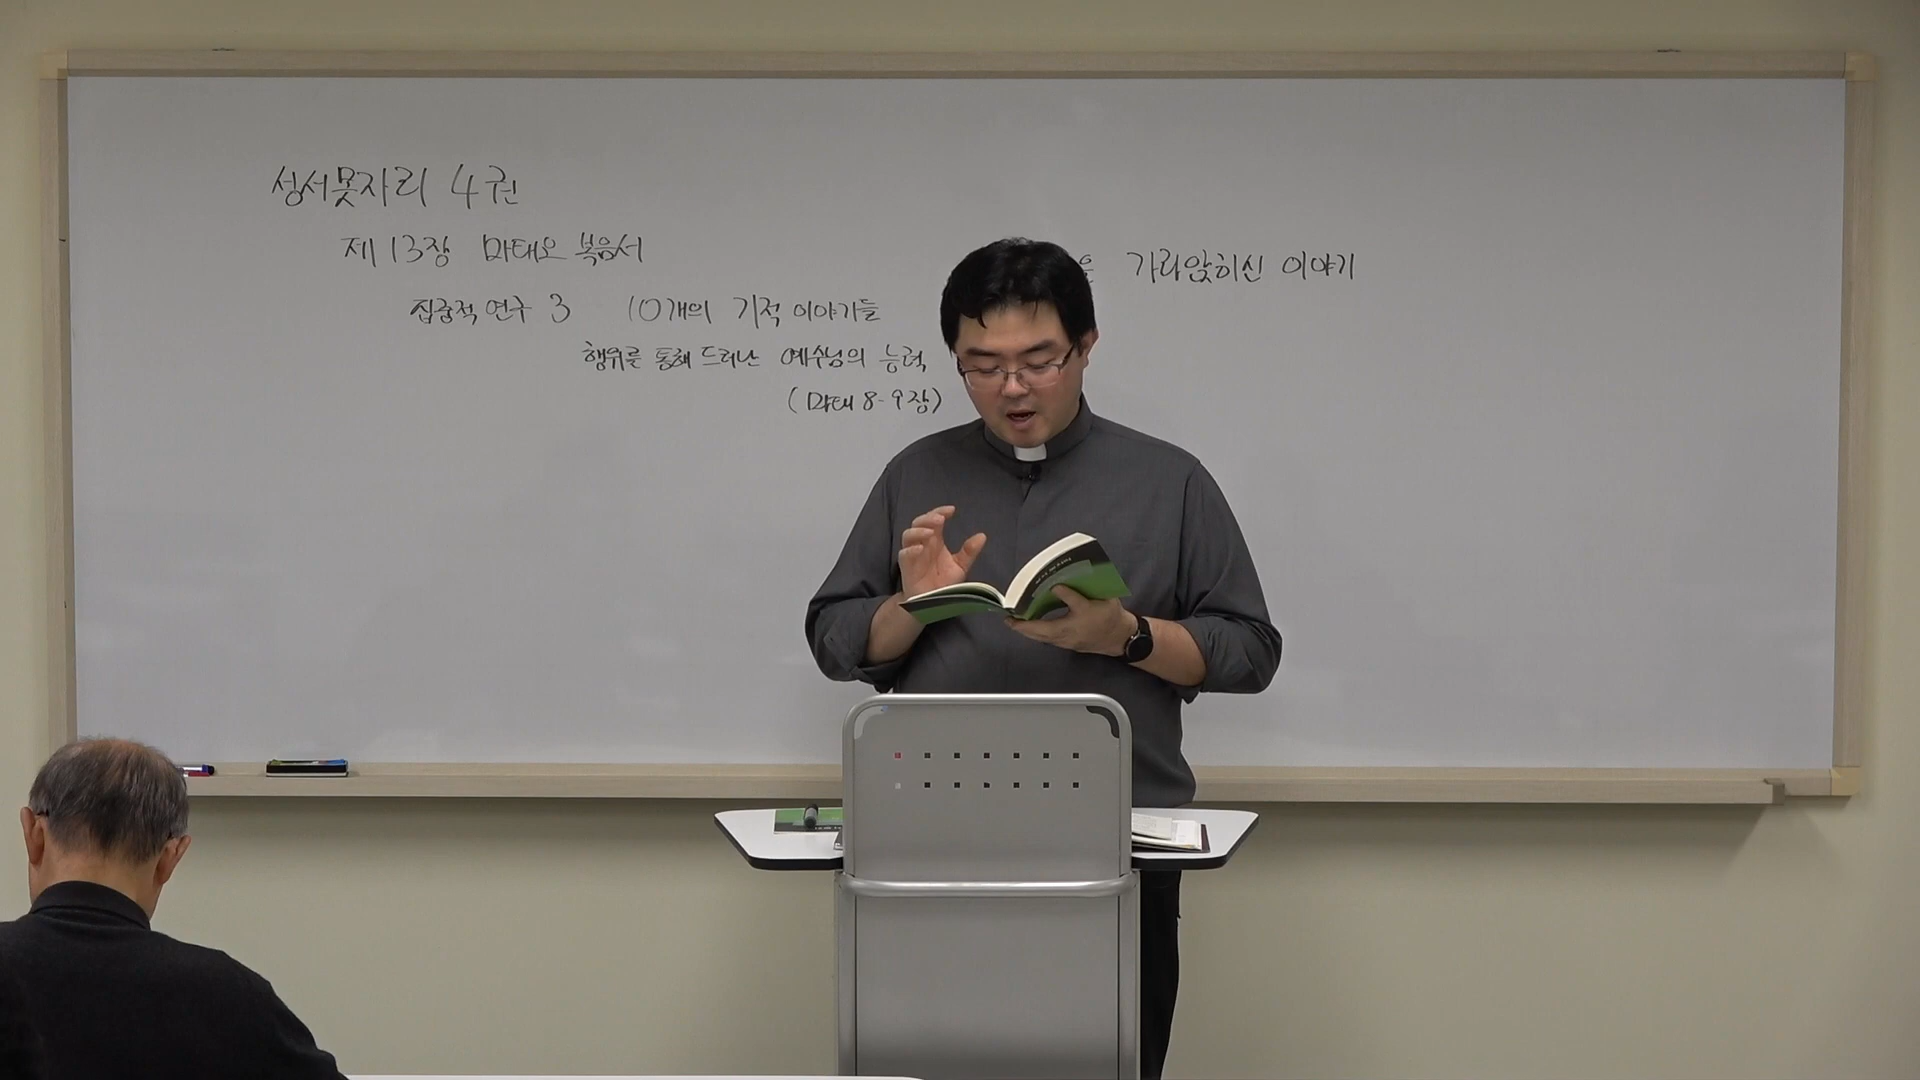 성서못자리 4권
제13장 마태오 복음서
집중적 연구 3 10개의 기적 이야기들
행위를 통해 드러난 예수님의 능력
(마태 8-9장)
을 가라앉히신 이야기